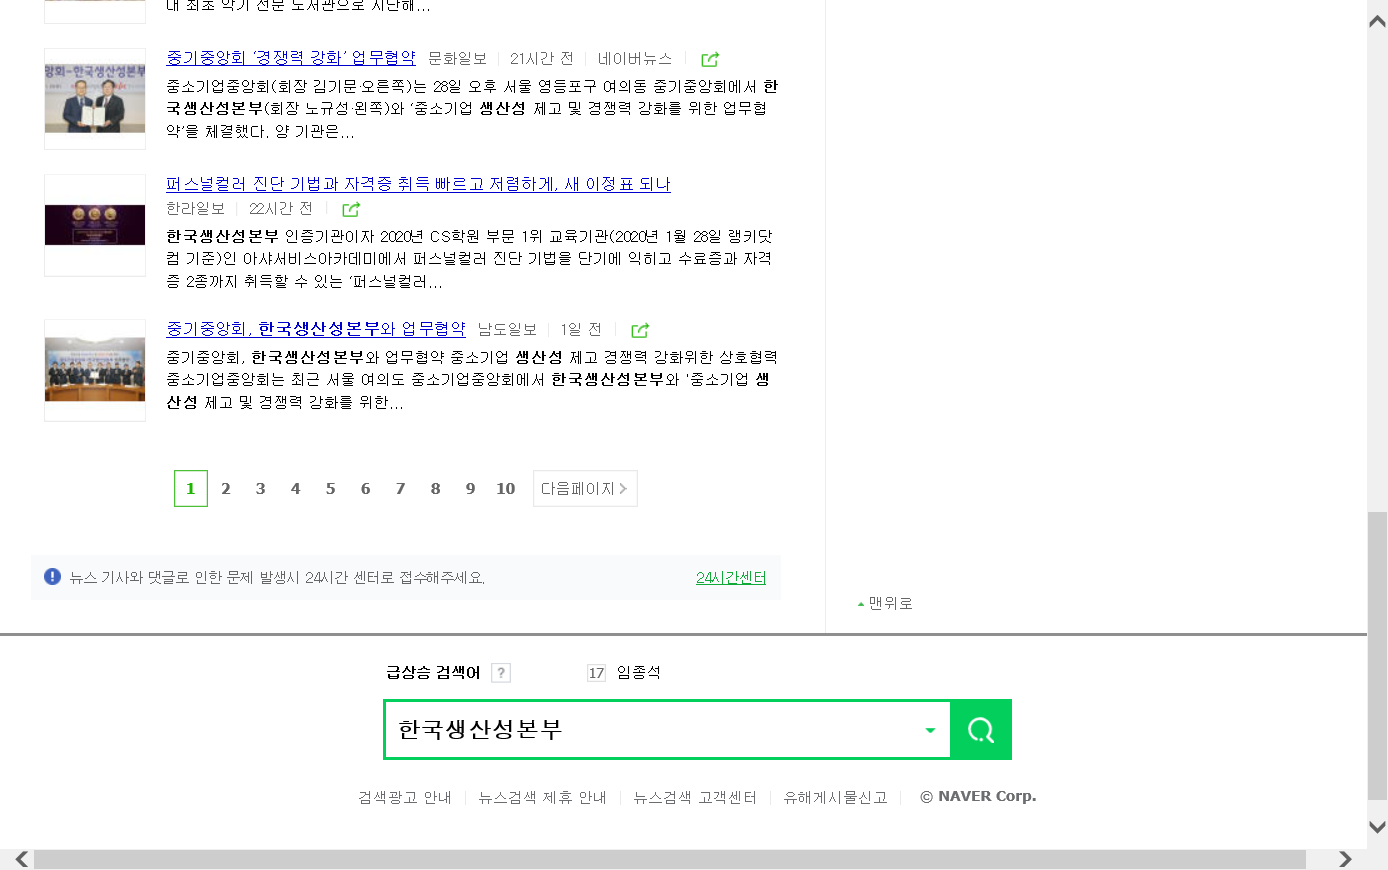 내 최초 악기 전문 도서관으로 지난해...
중기중앙회 ‘경쟁력 강화’ 업무협약 문화일보 21시간 전 네이버뉴스
중소기업중앙회(회장 김기문·오른쪽)는 28일 오후 서울 영등포구 여의동 중기중앙회에서 한
국생산성본부(회장 노규성·왼쪽)와 ‘중소기업 생산성 제고 및 경쟁력 강화를 위한 업무협
약’을 체결했다. 양 기관은...
퍼스널컬러 진단 기법과 자격증 취득 빠르고 저렴하게, 새 이정표 되나
한라일보 22시간 전
한국생산성본부 인증기관이자 2020년 CS학원 부문 1위 교육기관(2020년 1월 28일 랭키닷
컴 기준)인 아샤서비스아카데미에서 퍼스널컬러 진단 기법을 단기에 익히고 수료증과 자격
증 2종까지 취득할 수 있는 ‘퍼스널컬러...
중기중앙회, 한국생산성본부와 업무협약 남도일보 1일 전
중기중앙회, 한국생산성본부와 업무협약 중소기업 생산성 제고 경쟁력 강화위한 상호협력
중소기업중앙회는 최근 서울 여의도 중소기업중앙회에서 한국생산성본부와 '중소기업 생
산성 제고 및 경쟁력 강화를 위한...
1 2 3 4 5 6 7 8 9 10 다음페이지
뉴스 기사와 댓글로 인한 문제 발생시 24시간 센터로 접수해주세요. 24시간센터
맨위로
급상승 검색어 ? 17 임종석
한국생산성본부
검색광고 안내 뉴스검색 제휴 안내 뉴스검색 고객센터 유해게시물신고 © NAVER Corp.